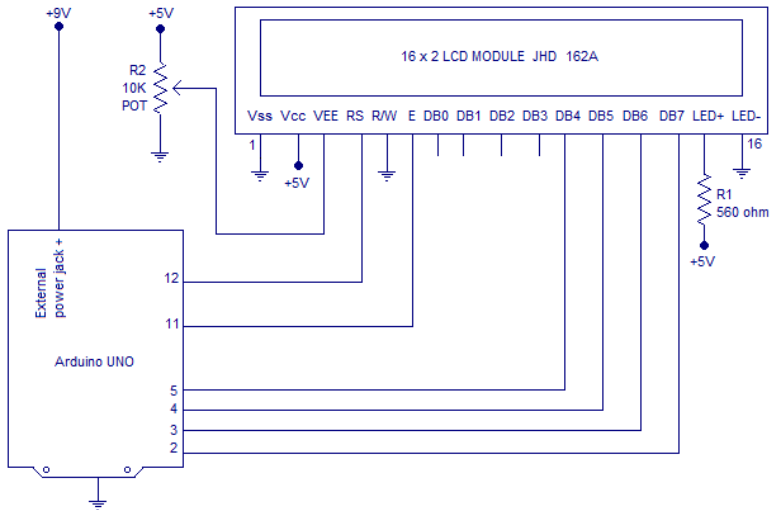 +9V
+5V
R2
10K
POT
16 x 2 LCD MODULE JHD 162A
Vss Vcc VEE RS R/W E DB0 DB1 DB2 DB3 DB4 DB5 DB6 DB7 LED+ LED-
1
16
+5V
R1
560 ohm
+5V
External
power jack +
12
11
Arduino UNO
5
4
3
2